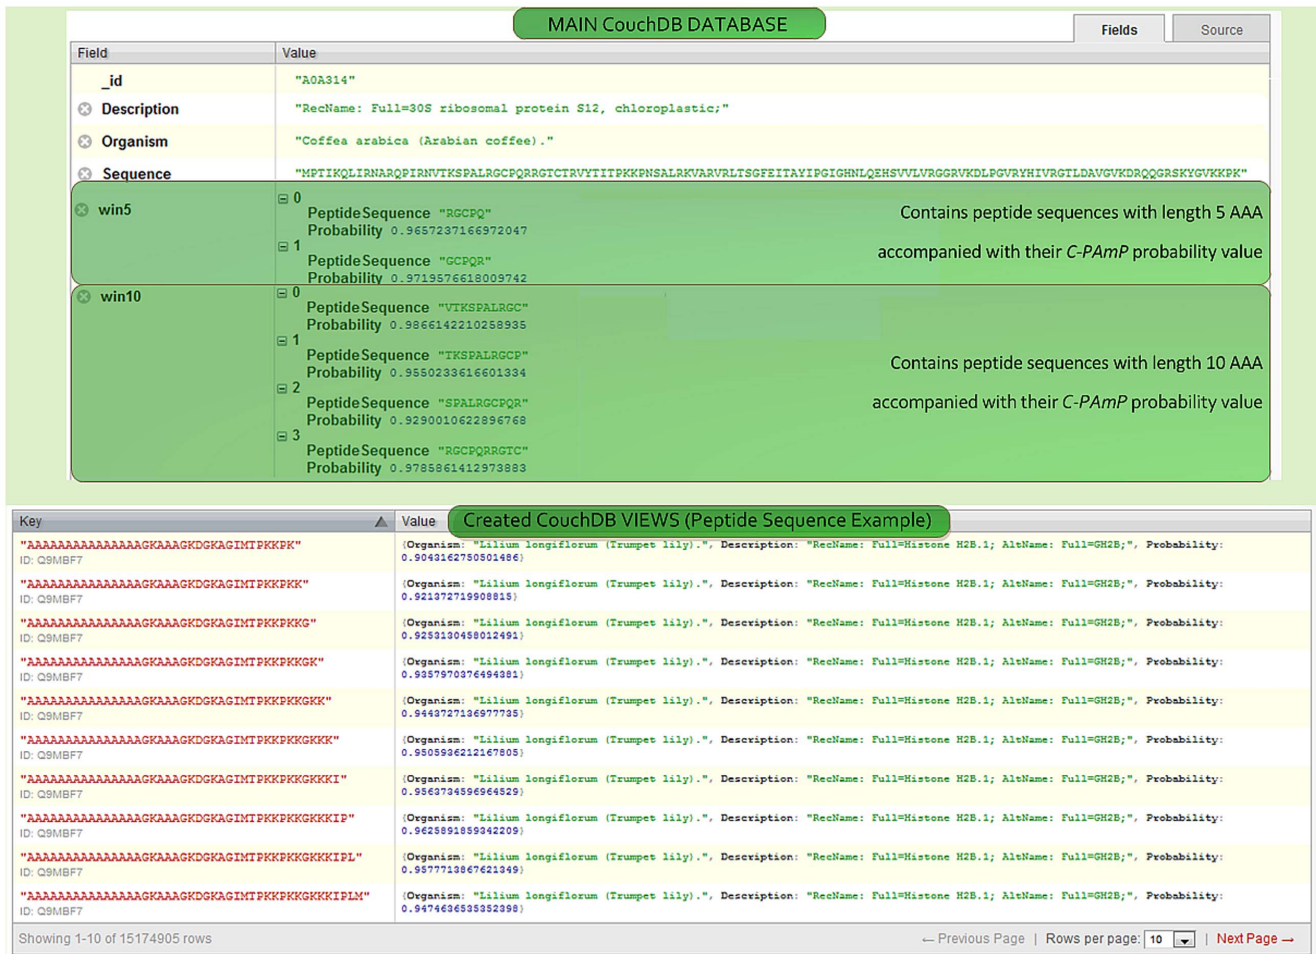 MAIN CouchDB DATABASE
Fields Source
Field Value
_id "A0A314"
Description "RecName: Full=30S ribosomal protein S12, chloroplastic;"
Organism "Coffea arabica (Arabian coffee)."
Sequence "MPTIKQLIRNARQPIRNVTKSPALRGCPQRRGTCTRVYTITPKKPNSALRKVARVRLTSGFEITAYIPGIGHNLQEHSVVLVRGGRVKDLPGVRYHIVRGTLDAVGVKDRQQGRSKYGVKKPK"
win5 0
PeptideSequence "RGCPQ" Contains peptide sequences with length 5 AAA
Probability 0.9657237166972047
1
PeptideSequence "GCPQR" accompanied with their C-PAmP probability value
Probability 0.9719576618009742
win10 0
PeptideSequence "VTKSPALRGC"
Probability 0.9866142210258935
1
PeptideSequence "TKSPALRGCP" Contains peptide sequences with length 10 AAA
Probability 0.9550233616601334
2
PeptideSequence "SPALRGCPQR" accompanied with their C-PAmP probability value
Probability 0.9290010622896768
3
PeptideSequence "RGCPQRRGTC"
Probability 0.9785861412973883
Key Value Created CouchDB VIEWS (Peptide Sequence Example)
"AAAAAAAAAAAAAAAGKAAAGKDGKAGIMTPKKPK" {Organism: "Lilium longiflorum (Trumpet lily).", Description: "RecName: Full=Histone H2B.1; AltName: Full=GH2B;", Probability:
ID: Q9MBF7 0.9043162750501486}
"AAAAAAAAAAAAAAAGKAAAGKDGKAGIMTPKKPKK" {Organism: "Lilium longiflorum (Trumpet lily).", Description: "RecName: Full=Histone H2B.1; AltName: Full=GH2B;", Probability:
ID: Q9MBF7 0.921372719908815}
"AAAAAAAAAAAAAAAGKAAAGKDGKAGIMTPKKPKKG" {Organism: "Lilium longiflorum (Trumpet lily).", Description: "RecName: Full=Histone H2B.1; AltName: Full=GH2B;", Probability:
ID: Q9MBF7 0.9253130458012491}
"AAAAAAAAAAAAAAAGKAAAGKDGKAGIMTPKKPKKGK" {Organism: "Lilium longiflorum (Trumpet lily).", Description: "RecName: Full=Histone H2B.1; AltName: Full=GH2B;", Probability:
ID: Q9MBF7 0.9357970376494381}
"AAAAAAAAAAAAAAAGKAAAGKDGKAGIMTPKKPKKGKK" {Organism: "Lilium longiflorum (Trumpet lily).", Description: "RecName: Full=Histone H2B.1; AltName: Full=GH2B;", Probability:
ID: Q9MBF7 0.9443727136977735}
"AAAAAAAAAAAAAAAGKAAAGKDGKAGIMTPKKPKKGKKK" {Organism: "Lilium longiflorum (Trumpet lily).", Description: "RecName: Full=Histone H2B.1; AltName: Full=GH2B;", Probability:
ID: Q9MBF7 0.9505936212167805}
"AAAAAAAAAAAAAAAGKAAAGKDGKAGIMTPKKPKKGKKKI" {Organism: "Lilium longiflorum (Trumpet lily).", Description: "RecName: Full=Histone H2B.1; AltName: Full=GH2B;", Probability:
ID: Q9MBF7 0.9563734596964529}
"AAAAAAAAAAAAAAAGKAAAGKDGKAGIMTPKKPKKGKKKIP" {Organism: "Lilium longiflorum (Trumpet lily).", Description: "RecName: Full=Histone H2B.1; AltName: Full=GH2B;", Probability:
ID: Q9MBF7 0.9625891859342209}
"AAAAAAAAAAAAAAAGKAAAGKDGKAGIMTPKKPKKGKKKIPL" {Organism: "Lilium longiflorum (Trumpet lily).", Description: "RecName: Full=Histone H2B.1; AltName: Full=GH2B;", Probability:
ID: Q9MBF7 0.9577713867621349}
"AAAAAAAAAAAAAAAGKAAAGKDGKAGIMTPKKPKKGKKKIPLM" {Organism: "Lilium longiflorum (Trumpet lily).", Description: "RecName: Full=Histone H2B.1; AltName: Full=GH2B;", Probability:
ID: Q9MBF7 0.9474636535352398}
Showing 1-10 of 15174905 rows ← Previous Page | Rows per page: 10 | Next Page →